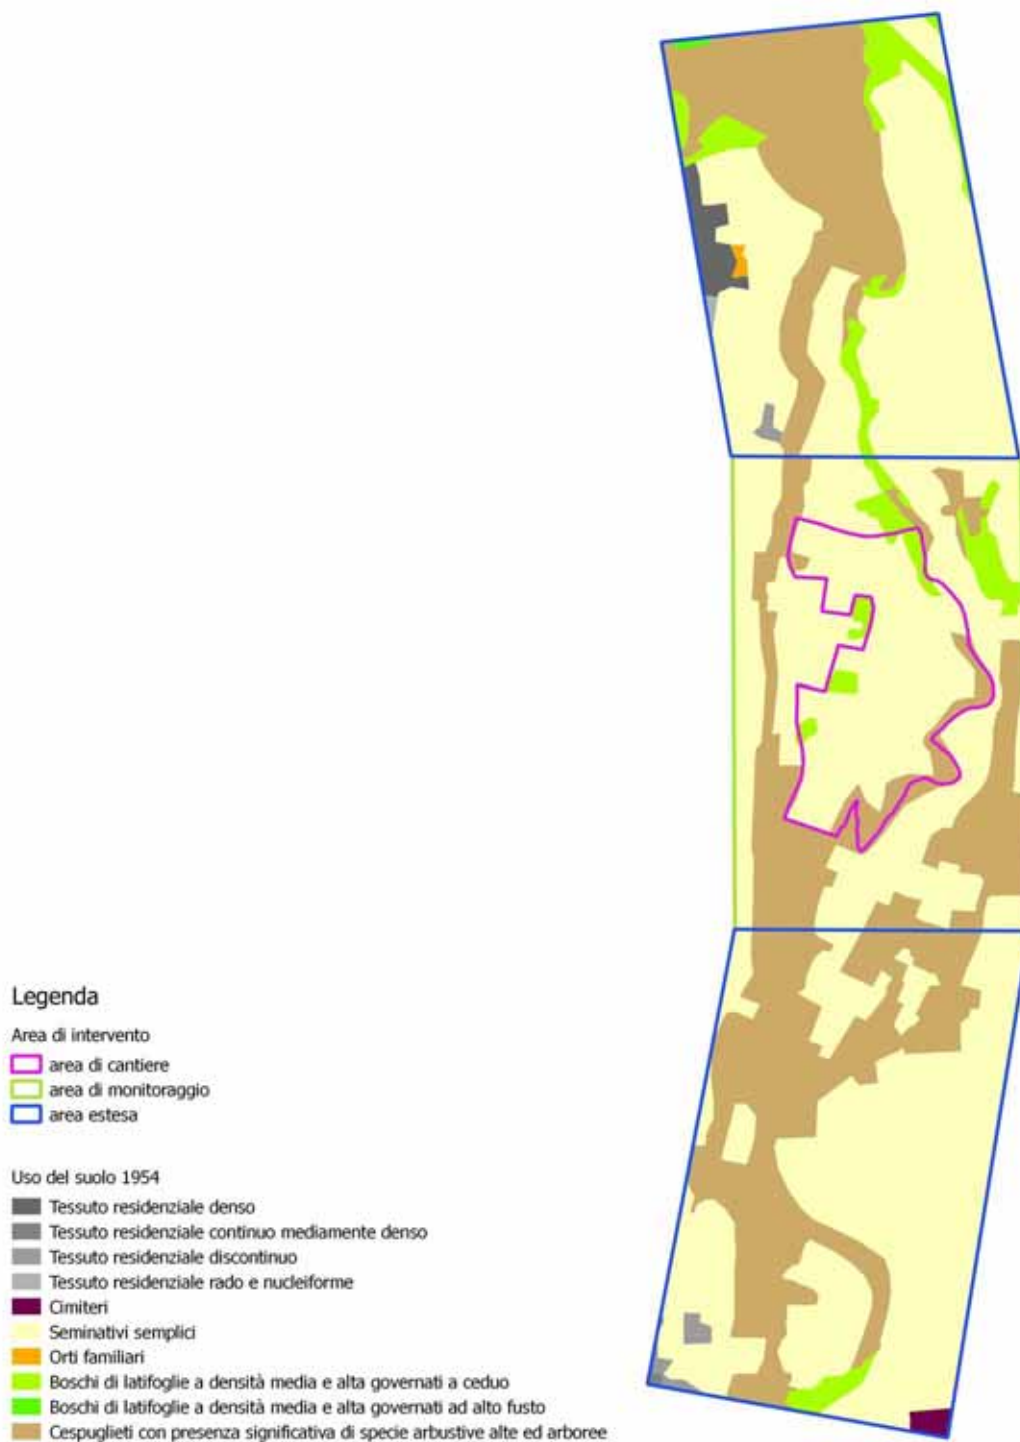 Legenda
Area di intervento
area di cantiere
area di monitoraggio
area estesa
Uso del suolo 1954
Tessuto residenziale denso
Tessuto residenziale continuo mediamente denso
Tessuto residenziale discontinuo
Tessuto residenziale rado e nucleiforme
Cimiteri
Seminativi semplici
Orti familiari
Boschi di latifoglie a densità media e alta governati a ceduo
Boschi di latifoglie a densità media e alta governati ad alto fusto
Cespuglieti con presenza significativa di specie arbustive alte ed arboree